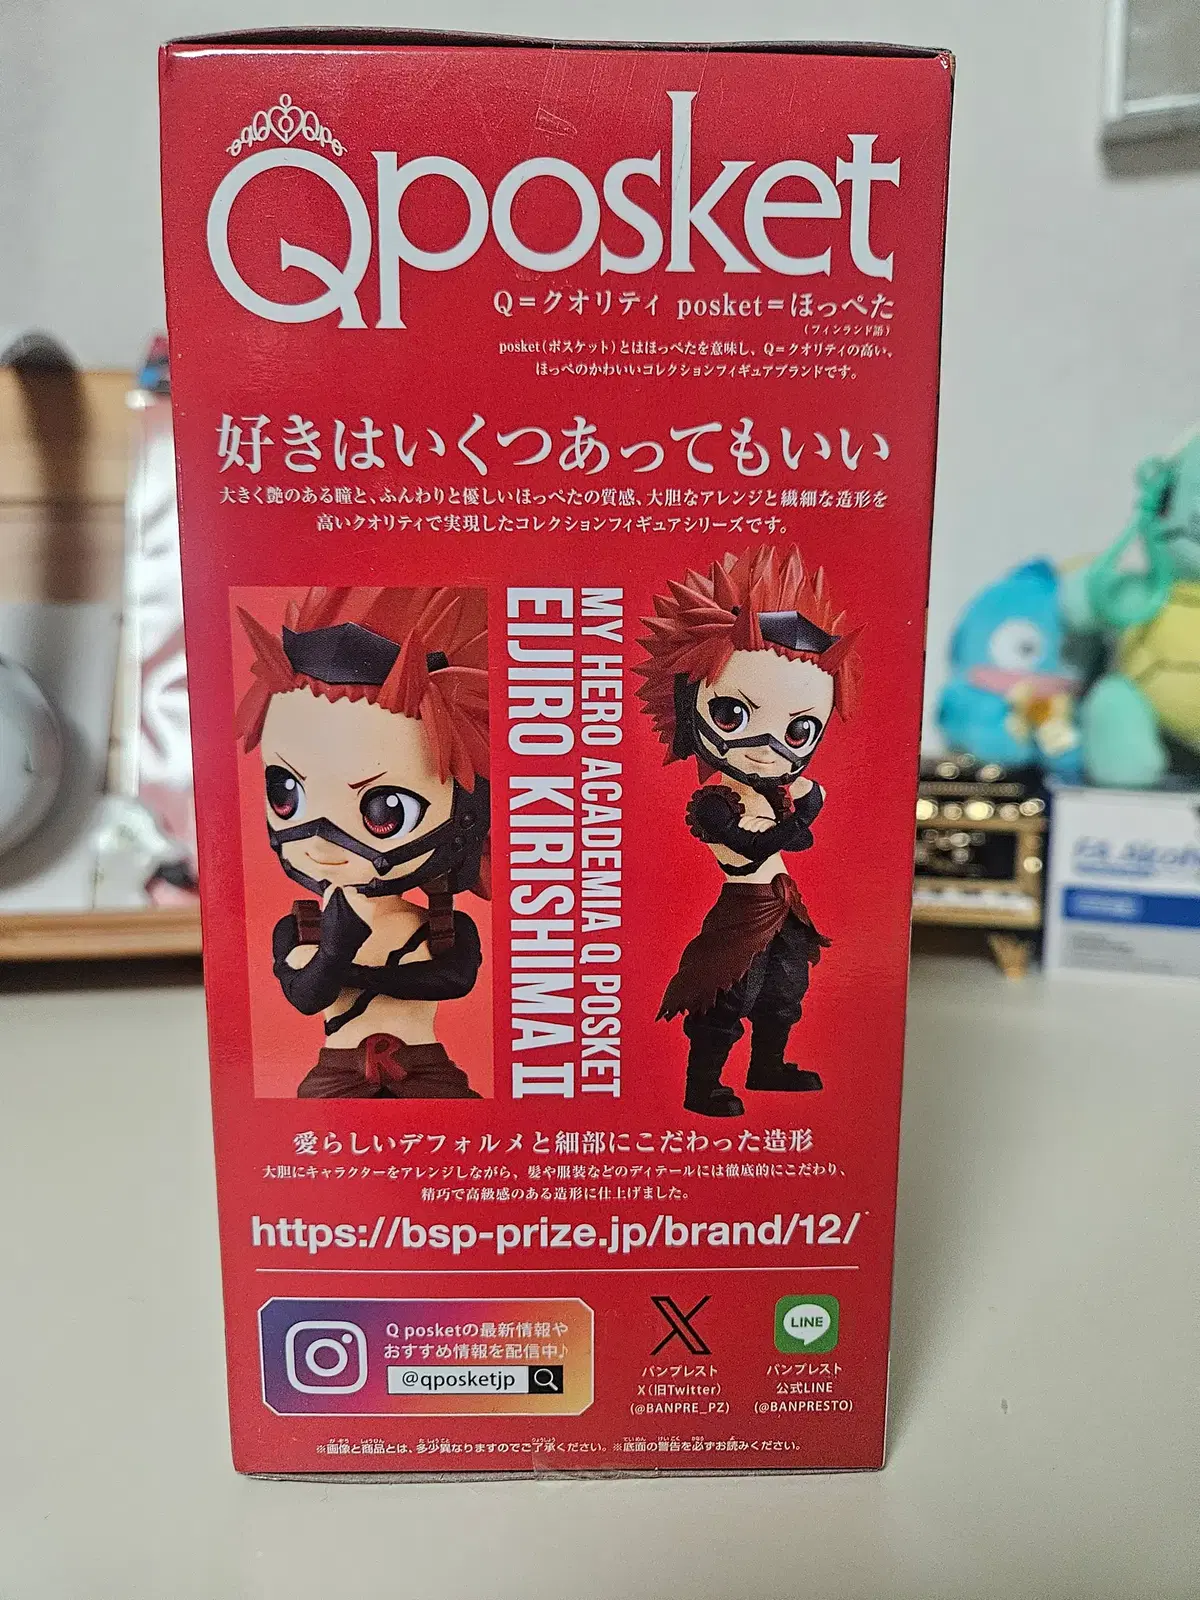 Qposket
Q=クオリティ posket=ほっぺた
(フィンランド語)
posket(ポスケット)とはほっぺたを意味し、Q=クオリティの高い、
ほっぺのかわいいコレクションフィギュアブランドです。
好きはいくつあってもいい
大きく艶のある瞳と、ふんわりと優しいほっぺたの質感、大胆なアレンジと繊細な造形を
高いクオリティで実現したコレクションフィギュアシリーズです。
MY HERO ACADEMIA Q POSKET
EIJIRO KIRISHIMA II
R
愛らしいデフォルメと細部にこだわった造形
大胆にキャラクターをアレンジしながら、髪や服装などのディテールには徹底的にこだわり、
精巧で高級感のある造形に仕上げました。
https://bsp-prize.jp/brand/12/
Q posketの最新情報や
おすすめ情報を配信中♪
@qposketjp
X
バンプレスト
X(旧Twitter)
(@BANPRE_PZ)
LINE
バンプレスト
公式LINE
(@BANPRESTO)
※画像と商品とは、多少異なりますのでご了承ください。※底面の警告を必ずお読みください。